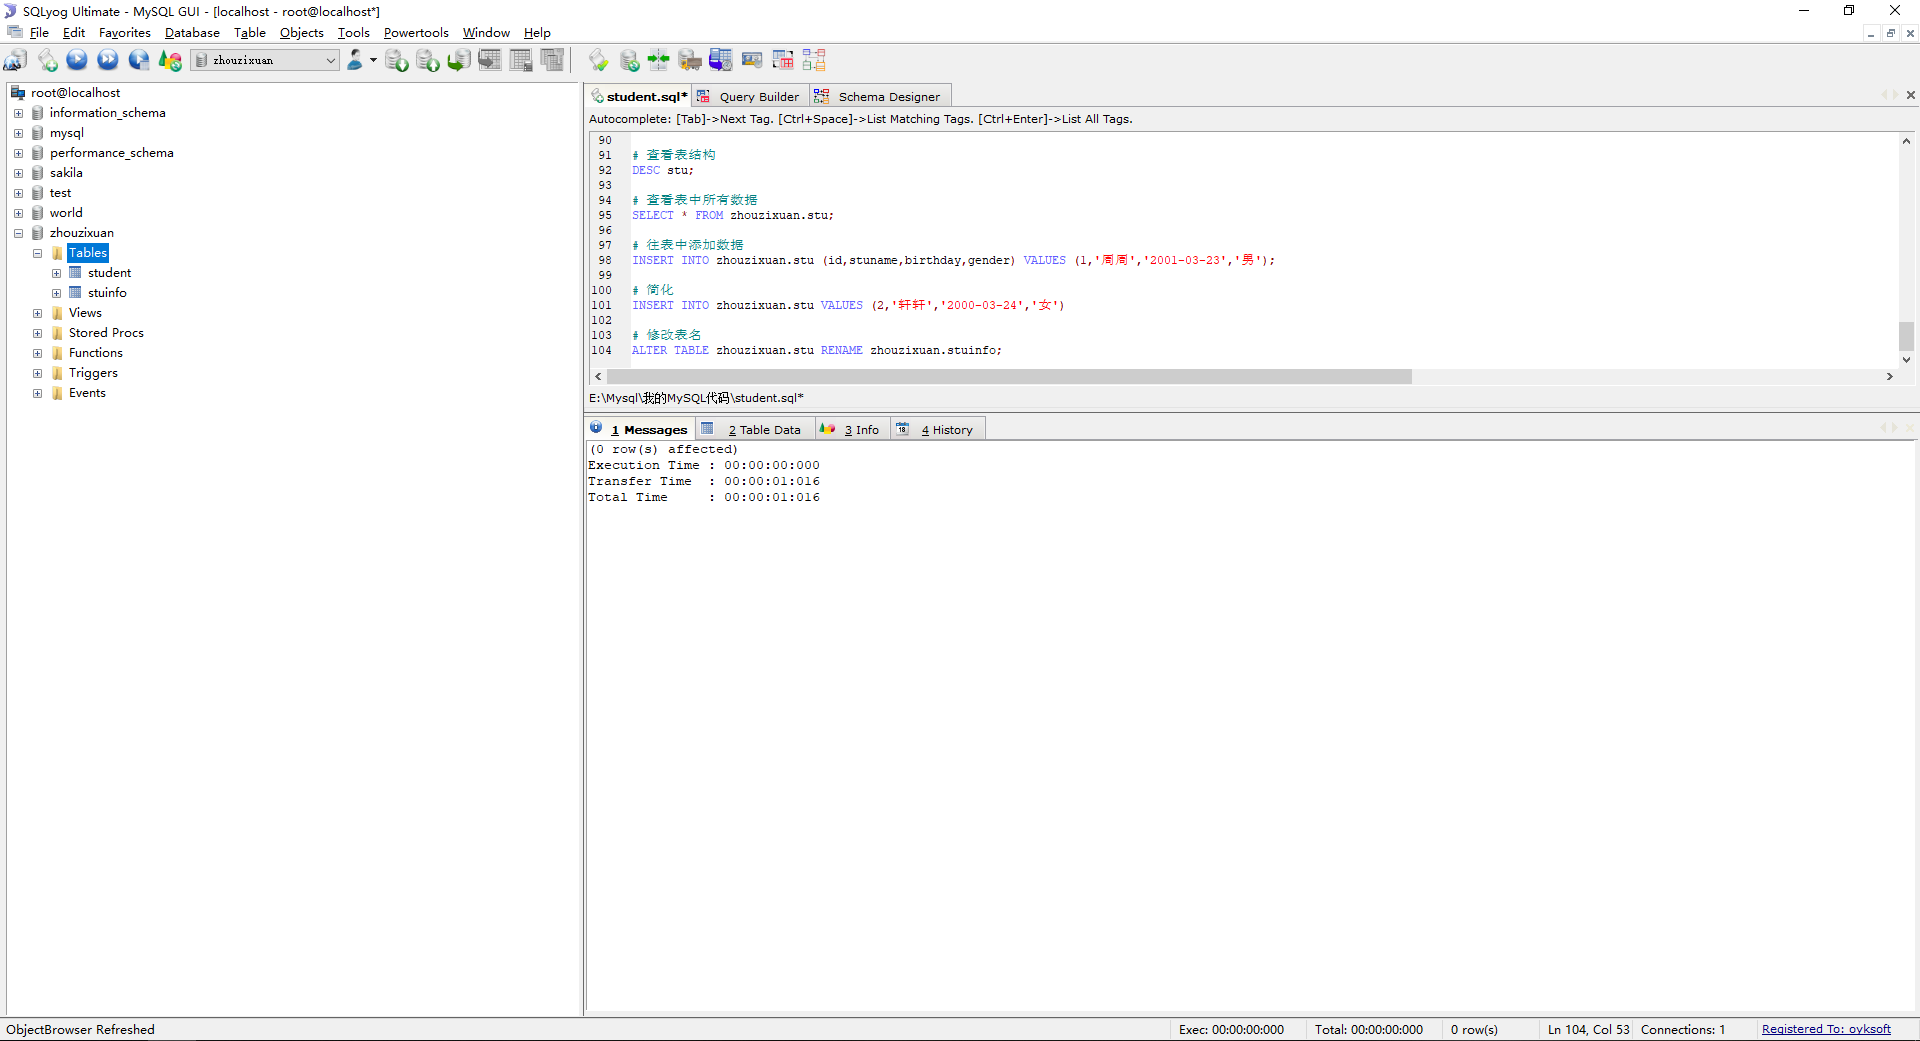 SQLyog Ultimate - MySQL GUI - [localhost - root@localhost*]
File Edit Favorites Database Table Objects Tools Powertools Window Help
zhouzixuan
root@localhost
information_schema
mysql
performance_schema
sakila
test
world
zhouzixuan
Tables
student
stuinfo
Views
Stored Procs
Functions
Triggers
Events
student.sql* Query Builder Schema Designer
Autocomplete: [Tab]->Next Tag. [Ctrl+Space]->List Matching Tags. [Ctrl+Enter]->List All Tags.
90
91 # 查看表结构
92 DESC stu;
93
94 # 查看表中所有数据
95 SELECT * FROM zhouzixuan.stu;
96
97 # 往表中添加数据
98 INSERT INTO zhouzixuan.stu (id,stuname,birthday,gender) VALUES (1,'周周','2001-03-23','男');
99
100 # 简化
101 INSERT INTO zhouzixuan.stu VALUES (2,'轩轩','2000-03-24','女')
102
103 # 修改表名
104 ALTER TABLE zhouzixuan.stu RENAME zhouzixuan.stuinfo;
E:\Mysql\我的MySQL代码\student.sql*
1 Messages 2 Table Data 3 Info 4 History
(0 row(s) affected)
Execution Time : 00:00:00:000
Transfer Time  : 00:00:01:016
Total Time     : 00:00:01:016
ObjectBrowser Refreshed Exec: 00:00:00:000 Total: 00:00:00:000 0 row(s) Ln 104, Col 53 Connections: 1 Registered To: ovksoft